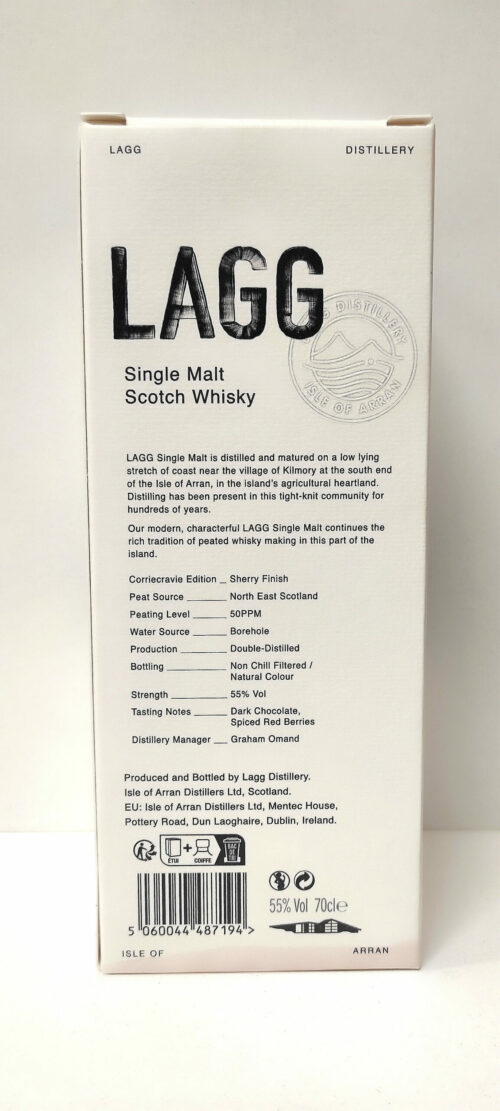 LAGG DISTILLERY
LAGG
LAGG DISTILLERY
ISLE OF ARRAN
Single Malt
Scotch Whisky
LAGG Single Malt is distilled and matured on a low lying
stretch of coast near the village of Kilmory at the south end
of the Isle of Arran, in the island's agricultural heartland.
Distilling has been present in this tight-knit community for
hundreds of years.
Our modern, characterful LAGG Single Malt continues the
rich tradition of peated whisky making in this part of the
island.
Corriecravie Edition _ Sherry Finish
Peat Source _______ North East Scotland
Peating Level ______ 50PPM
Water Source ______ Borehole
Production ________ Double-Distilled
Bottling ___________ Non Chill Filtered /
Natural Colour
Strength __________ 55% Vol
Tasting Notes ______ Dark Chocolate,
Spiced Red Berries
Distillery Manager __ Graham Omand
Produced and Bottled by Lagg Distillery.
Isle of Arran Distillers Ltd, Scotland.
EU: Isle of Arran Distillers Ltd, Mentec House,
Pottery Road, Dun Laoghaire, Dublin, Ireland.
ÉTUI + COIFFE BAC DE TRI
55% Vol 70cl e
5 060044 487194 >
ISLE OF ARRAN